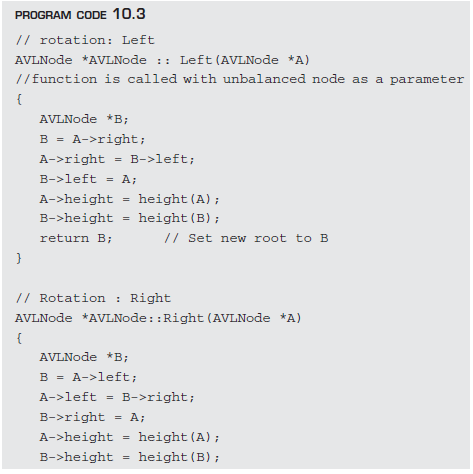 PROGRAM CODE 10.3
// rotation: Left
AVLNode *AVLNode :: Left(AVLNode *A)
//function is called with unbalanced node as a parameter
{
AVLNode *B;
B = A->right;
A->right = B->left;
B->left = A;
A->height = height(A);
B->height = height(B);
return B; // Set new root to B
}
// Rotation : Right
AVLNode *AVLNode::Right(AVLNode *A)
{
AVLNode *B;
B = A->left;
A->left = B->right;
B->right = A;
A->height = height(A);
B->height = height(B);